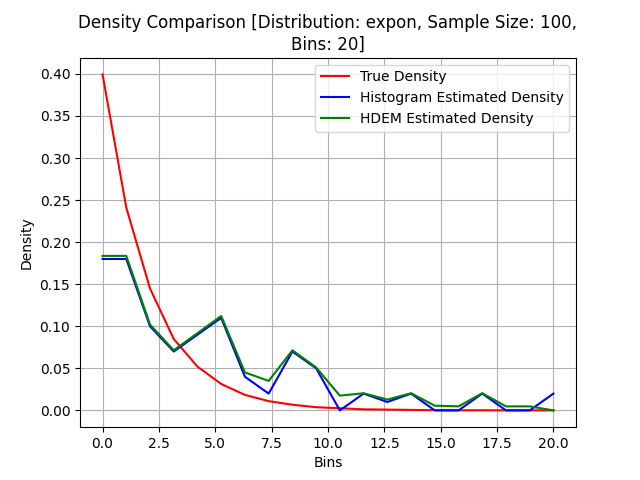 Density Comparison [Distribution: expon, Sample Size: 100,
Bins: 20]
True Density
Histogram Estimated Density
HDEM Estimated Density
Density
0.40
0.35
0.30
0.25
0.20
0.15
0.10
0.05
0.00
0.0 2.5 5.0 7.5 10.0 12.5 15.0 17.5 20.0
Bins